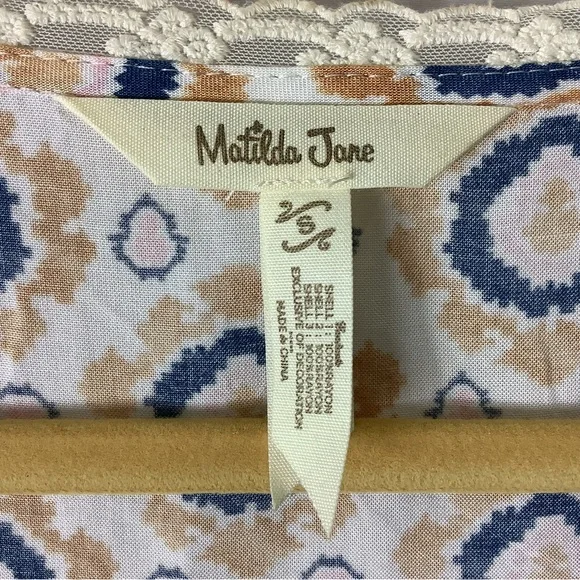 Matilda Jane
S
SHELL 1 : 100%RAYON
SHELL 2 : 100%RAYON
SHELL 3 : 100%RAYON
EXCLUSIVE OF DECORATION
MADE IN CHINA